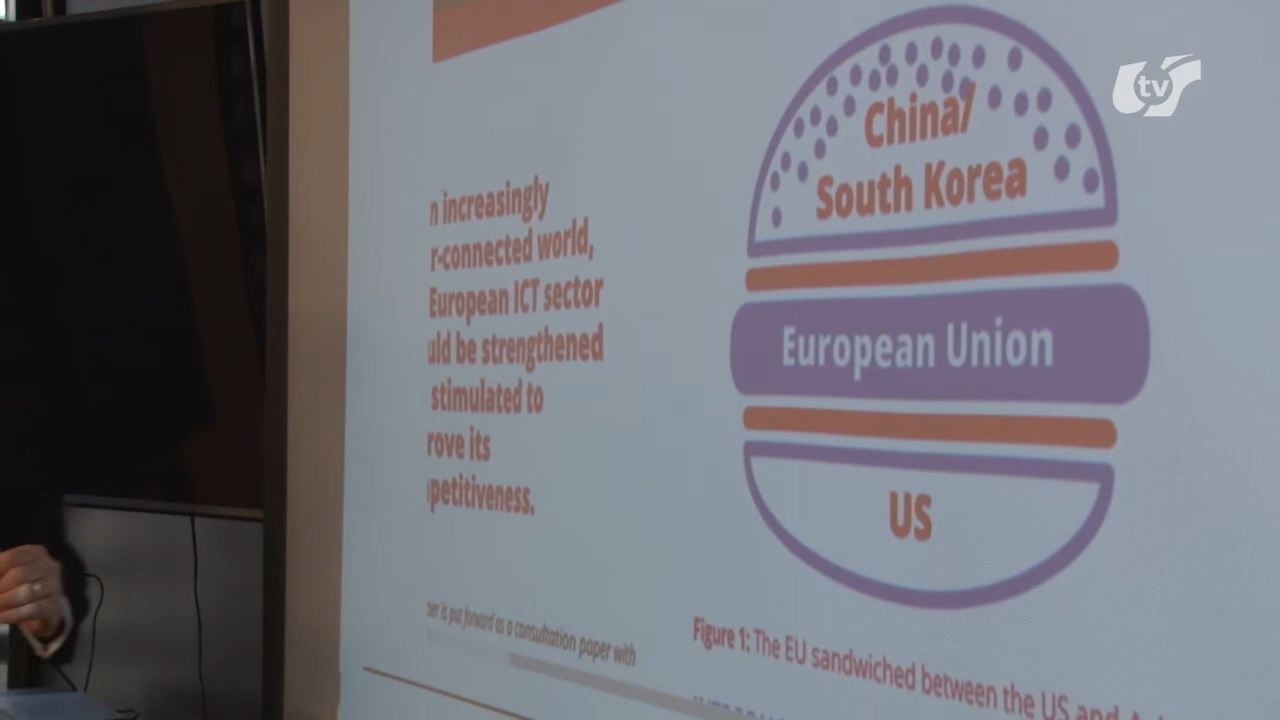 tv
n increasingly
r-connected world,
European ICT sector
uld be strengthened
stimulated to
rove its
petitiveness.
China/
South Korea
European Union
US
is put forward as a consultation paper with
Figure 1: The EU sandwiched between the US and